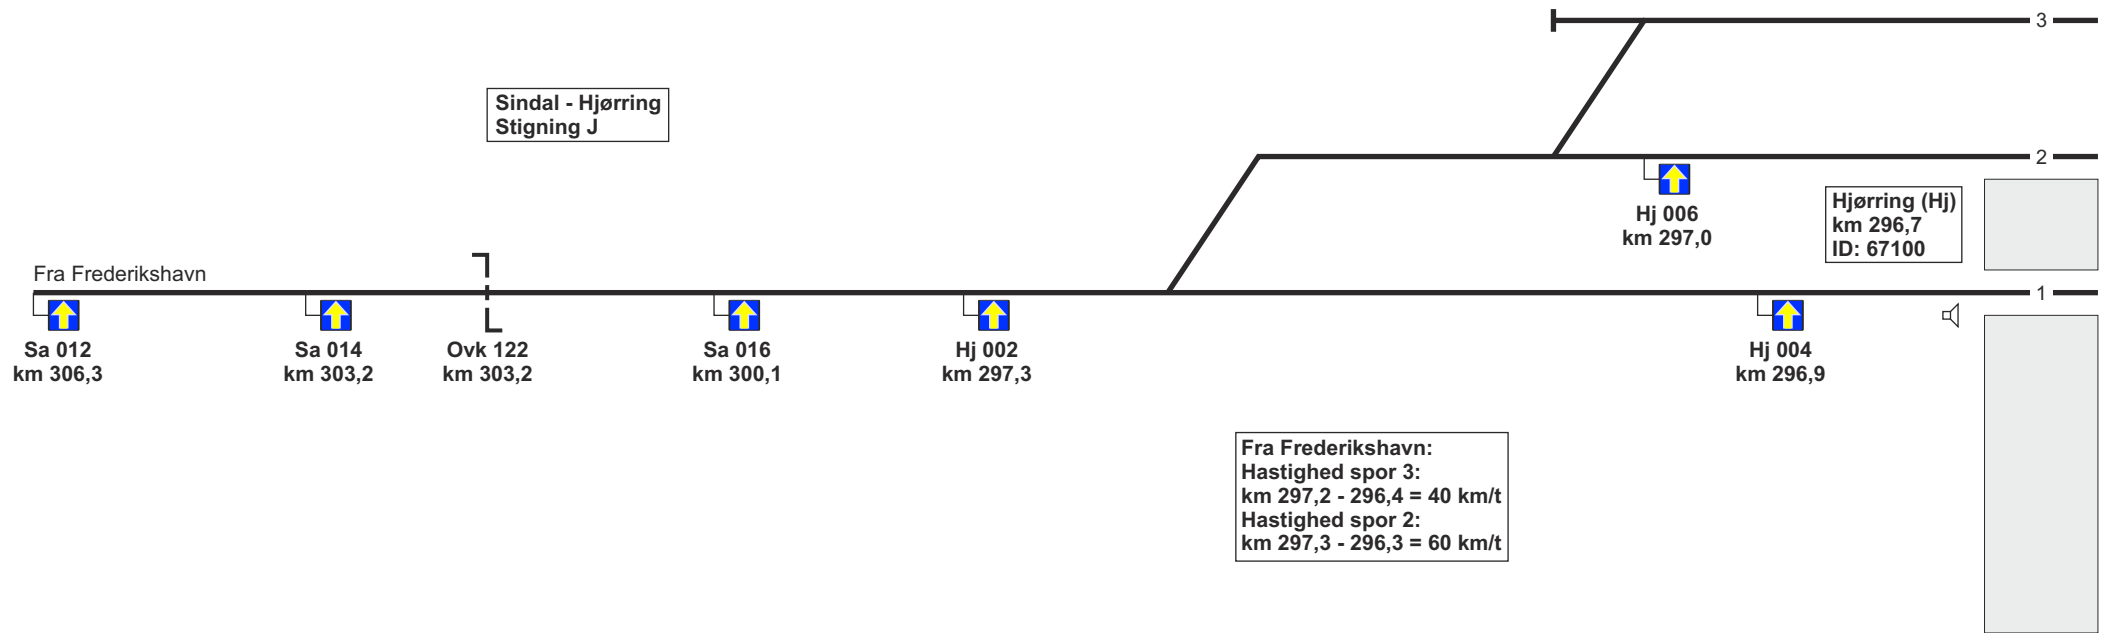 3
Sindal - Hjørring
Stigning J
2
Hj 006
km 297,0
Hjørring (Hj)
km 296,7
ID: 67100
Fra Frederikshavn
1
Sa 012
km 306,3
Sa 014
km 303,2
Ovk 122
km 303,2
Sa 016
km 300,1
Hj 002
km 297,3
Hj 004
km 296,9
Fra Frederikshavn:
Hastighed spor 3:
km 297,2 - 296,4 = 40 km/t
Hastighed spor 2:
km 297,3 - 296,3 = 60 km/t